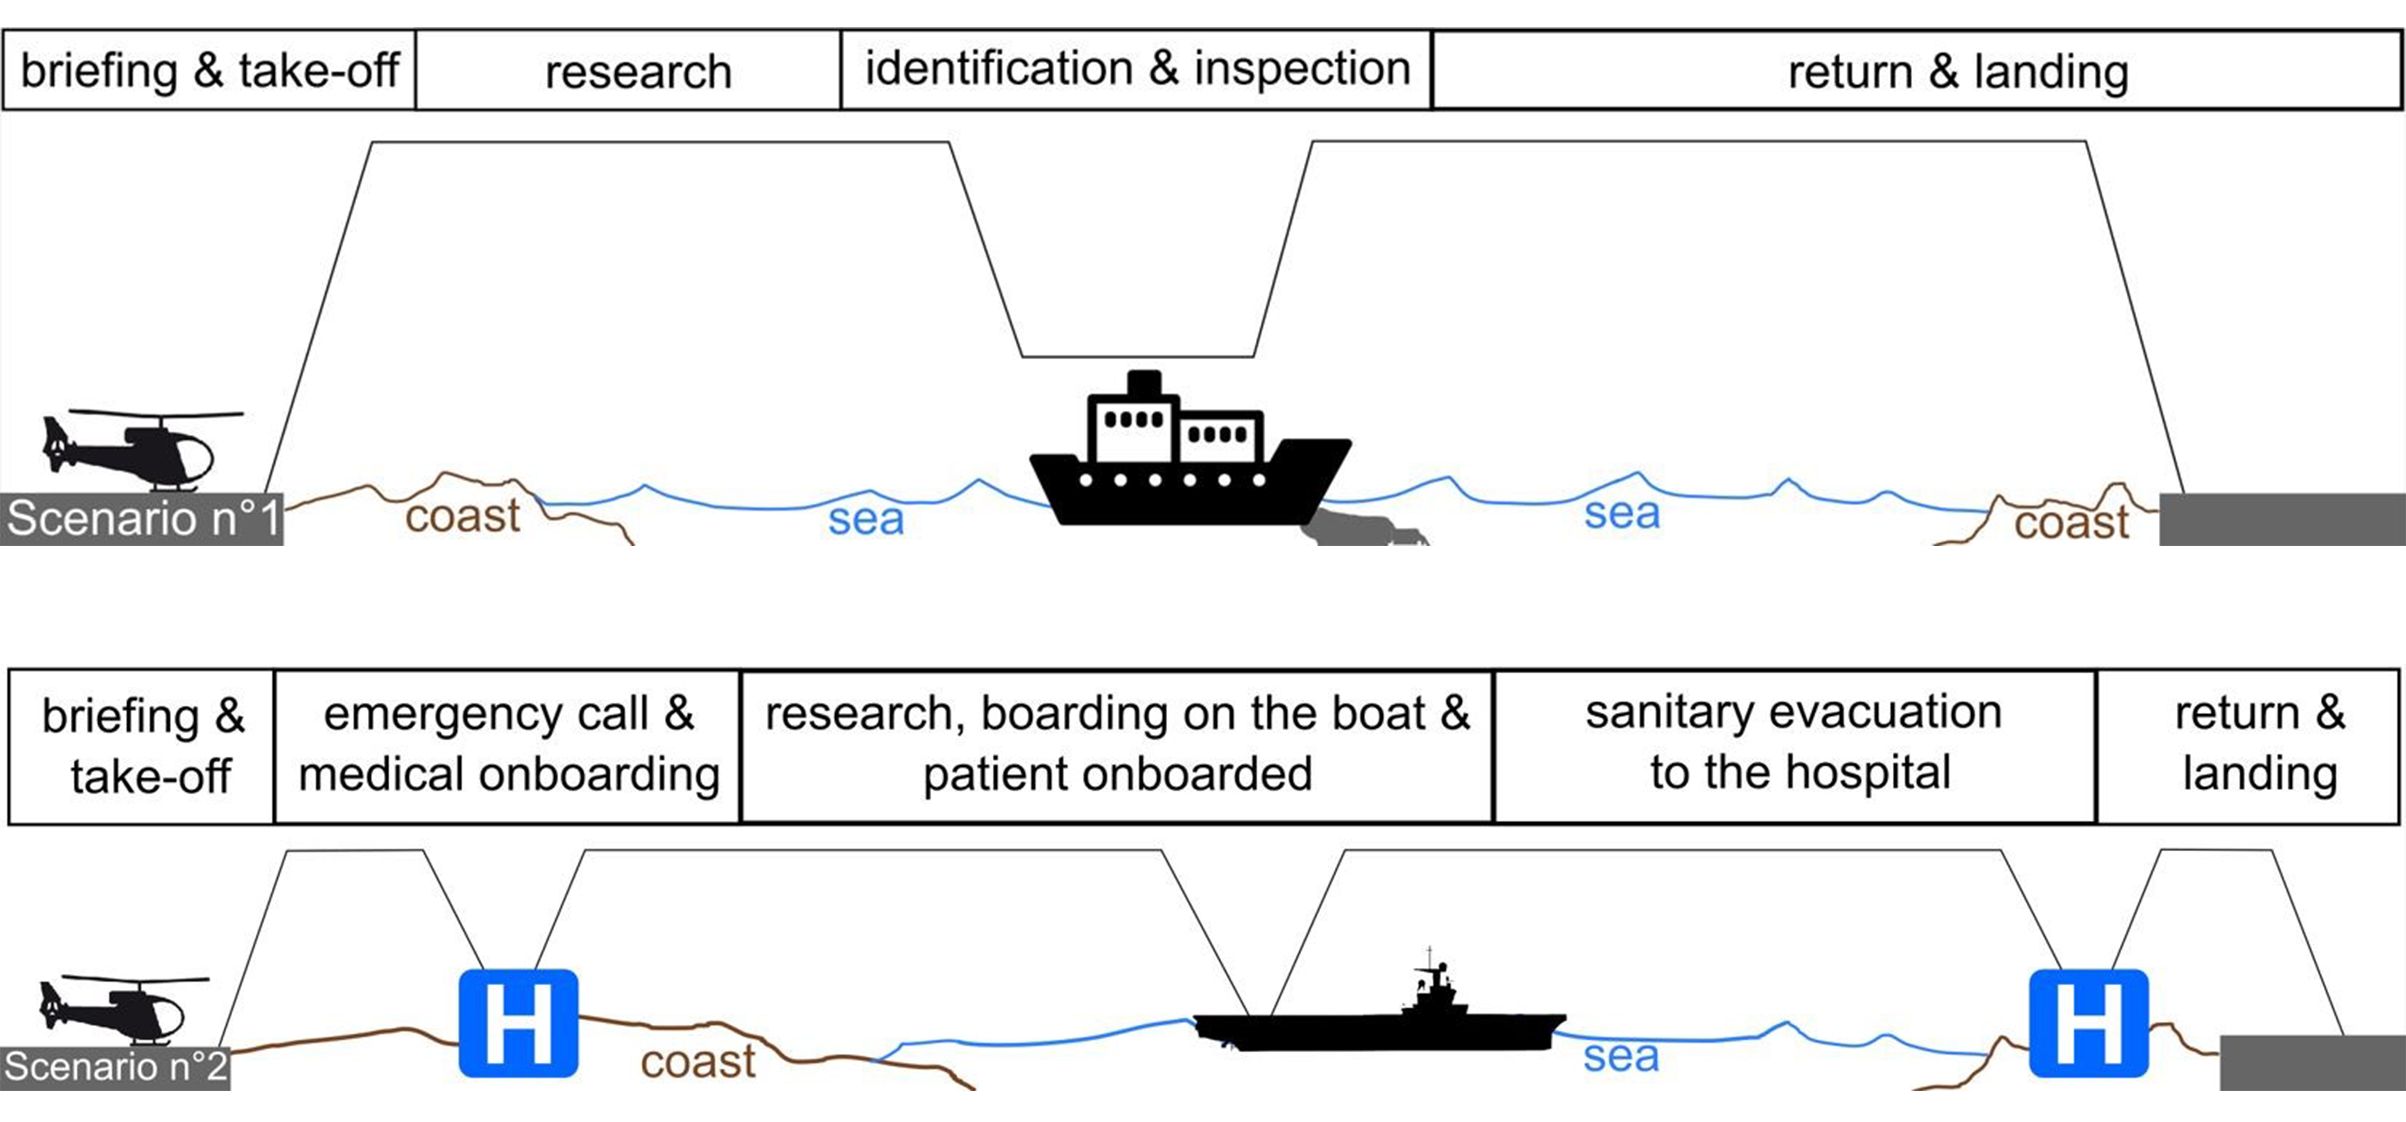 briefing & take-off
research
identification & inspection
return & landing
Scenario n°1
coast
sea
sea
coast
briefing &
take-off
emergency call &
medical onboarding
research, boarding on the boat &
patient onboarded
sanitary evacuation
to the hospital
return &
landing
H
H
Scenario n°2
coast
sea